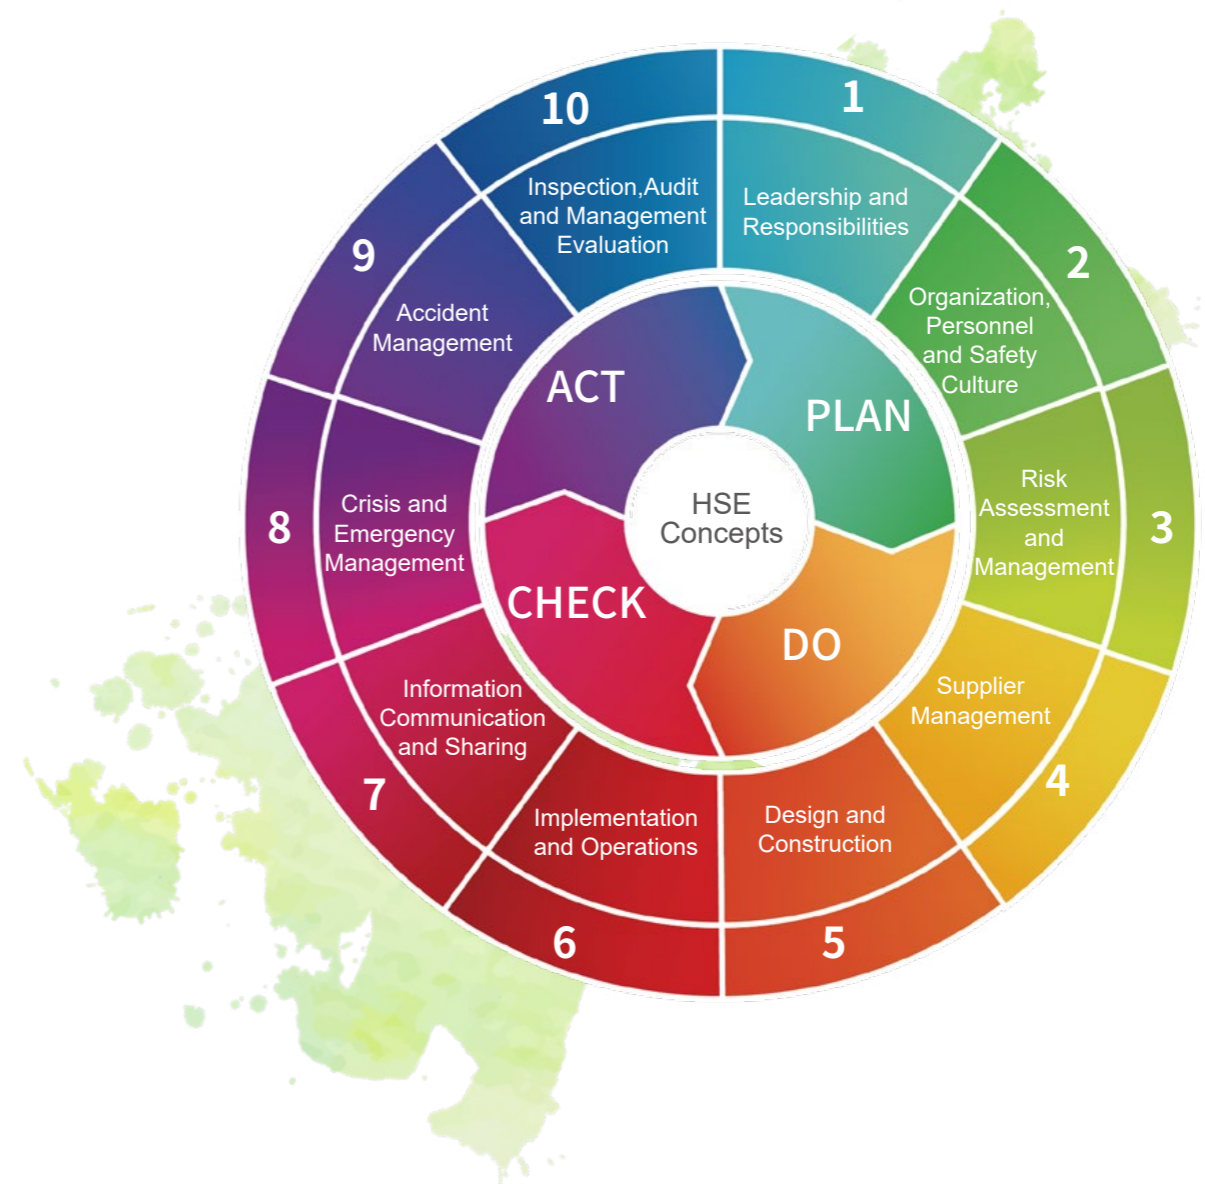 1
Leadership and
Responsibilities
2
Organization,
Personnel
and Safety
Culture
3
Risk
Assessment
and
Management
4
Supplier
Management
5
Design and
Construction
6
Implementation
and Operations
7
Information
Communication
and Sharing
8
Crisis and
Emergency
Management
9
Accident
Management
10
Inspection,Audit
and Management
Evaluation
PLAN
DO
CHECK
ACT
HSE
Concepts